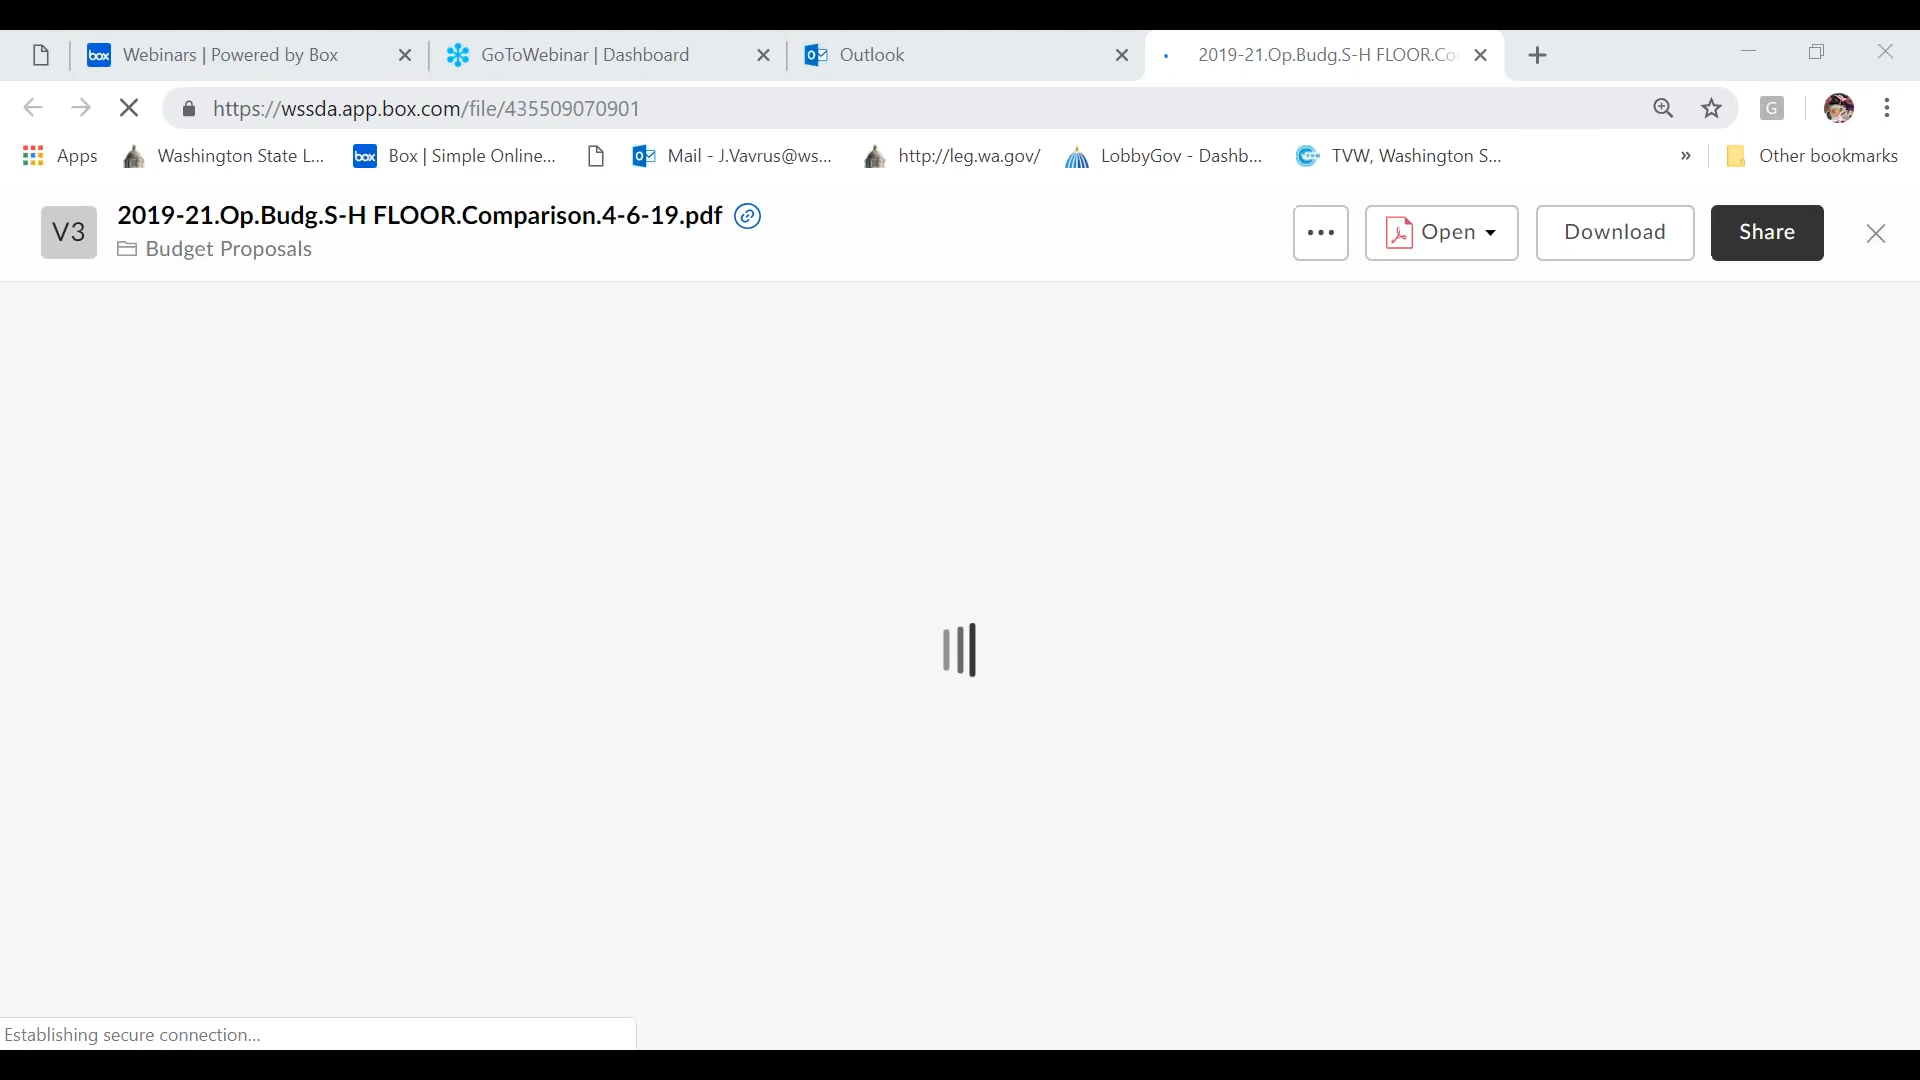 box Webinars | Powered by Box
GoToWebinar | Dashboard
Outlook
2019-21.Op.Budg.S-H FLOOR.Co
https://wssda.app.box.com/file/435509070901
G
Apps
Washington State L...
box Box | Simple Online...
Mail - J.Vavrus@ws...
http://leg.wa.gov/
LobbyGov - Dashb...
TVW, Washington S...
»
Other bookmarks
V3
2019-21.Op.Budg.S-H FLOOR.Comparison.4-6-19.pdf
Budget Proposals
Open
Download
Share
Establishing secure connection...